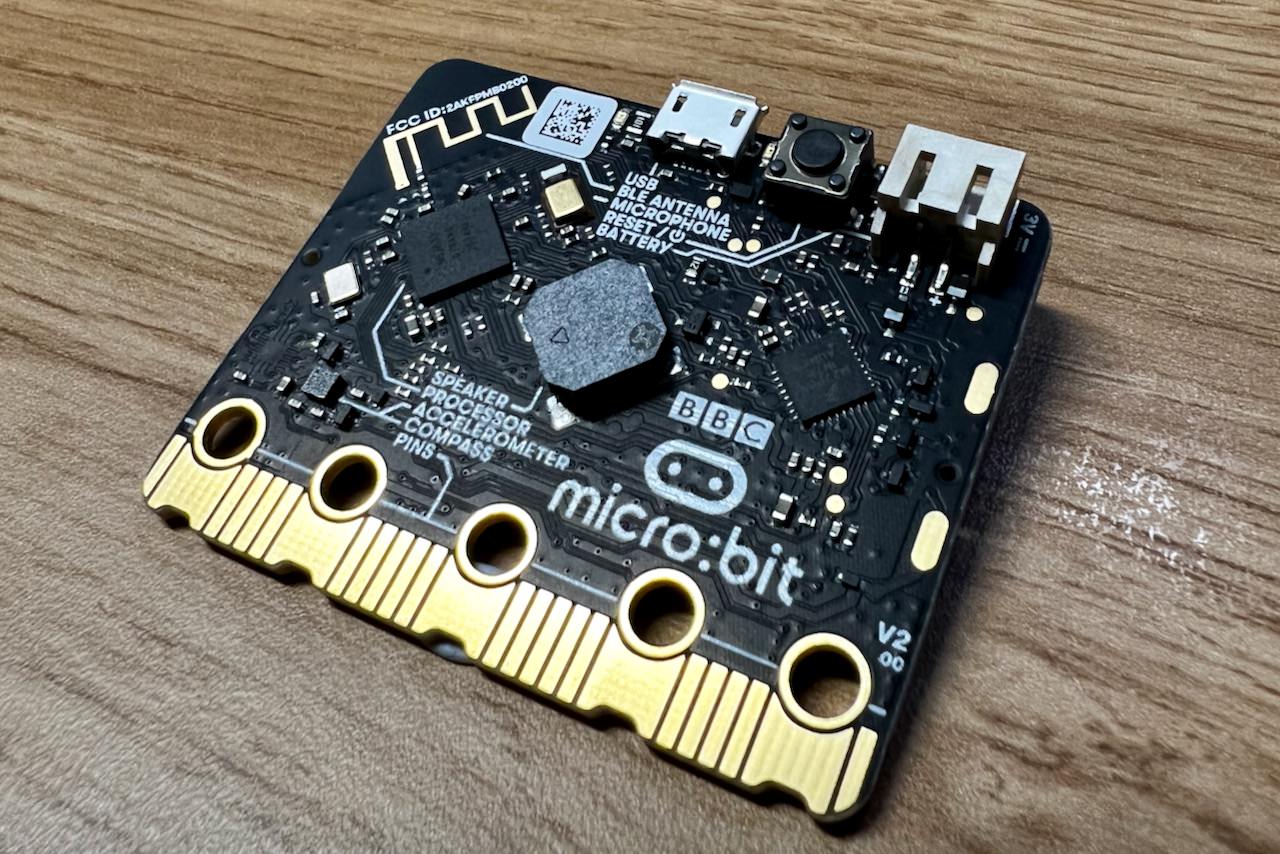 FCC ID:2AKFPMB0200
USB
BLE ANTENNA
MICROPHONE
RESET /⏻
BATTERY
3V
+
SPEAKER
PROCESSOR
ACCELEROMETER
COMPASS
PINS
BBC
micro:bit
V2
00